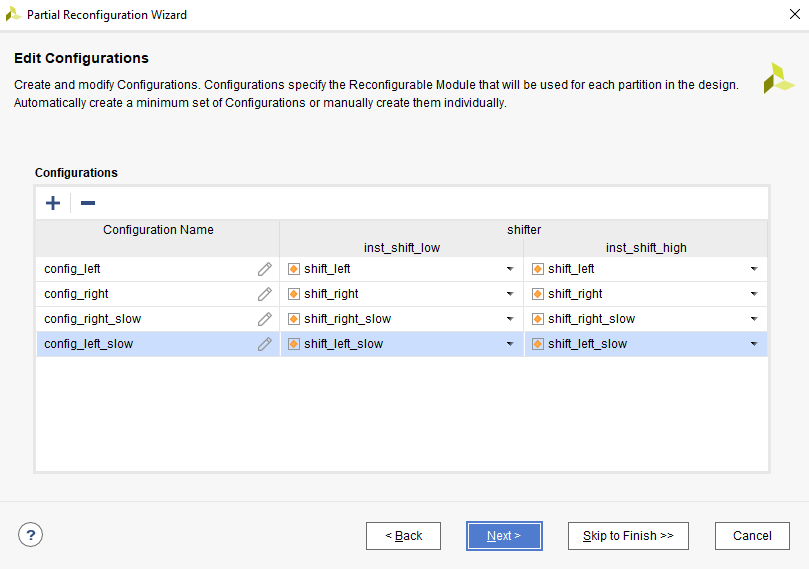 Partial Reconfiguration Wizard
Edit Configurations
Create and modify Configurations. Configurations specify the Reconfigurable Module that will be used for each partition in the design.
Automatically create a minimum set of Configurations or manually create them individually.
Configurations
Configuration Name shifter
inst_shift_low inst_shift_high
config_left shift_left shift_left
config_right shift_right shift_right
config_right_slow shift_right_slow shift_right_slow
config_left_slow shift_left_slow shift_left_slow
? < Back Next > Skip to Finish >> Cancel